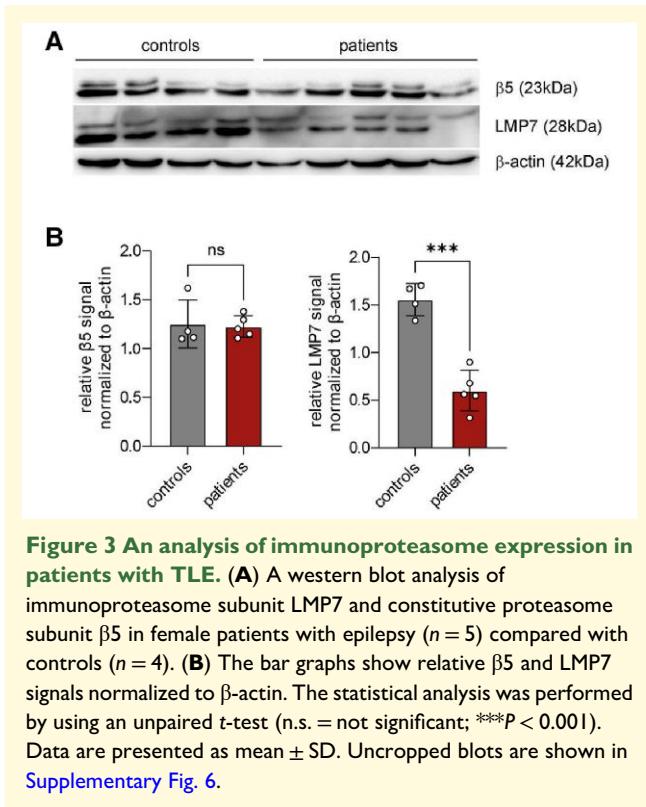 A
controls
patients
β5 (23kDa)
LMP7 (28kDa)
β-actin (42kDa)
B
relative β5 signal
normalized to β-actin
2.0
1.5
1.0
0.5
0.0
ns
controls
patients
relative LMP7 signal
normalized to β-actin
2.0
1.5
1.0
0.5
0.0
***
controls
patients
Figure 3 An analysis of immunoproteasome expression in
patients with TLE. (A) A western blot analysis of
immunoproteasome subunit LMP7 and constitutive proteasome
subunit β5 in female patients with epilepsy (n = 5) compared with
controls (n = 4). (B) The bar graphs show relative β5 and LMP7
signals normalized to β-actin. The statistical analysis was performed
by using an unpaired t-test (n.s. = not significant; ***P < 0.001).
Data are presented as mean ± SD. Uncropped blots are shown in
Supplementary Fig. 6.